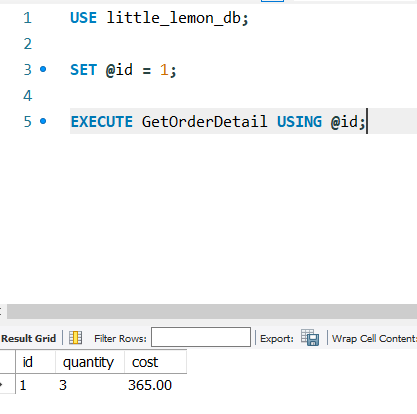 1 USE little_lemon_db;
2
3 SET @id = 1;
4
5 EXECUTE GetOrderDetail USING @id;
Result Grid Filter Rows: Export: Wrap Cell Content:
id quantity cost
1 3 365.00